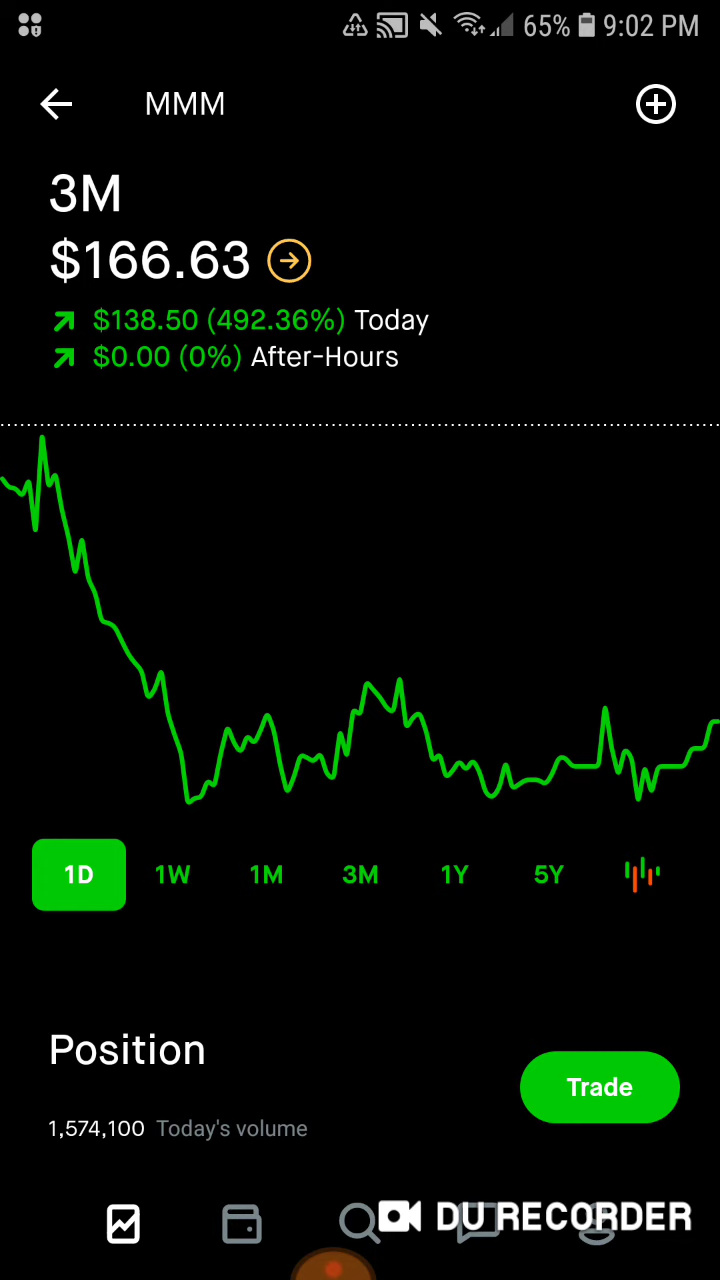 65% 9:02 PM
MMM
3M
$166.63
$138.50 (492.36%) Today
$0.00 (0%) After-Hours
1D 1W 1M 3M 1Y 5Y
Position
Trade
1,574,100 Today's volume
DU RECORDER